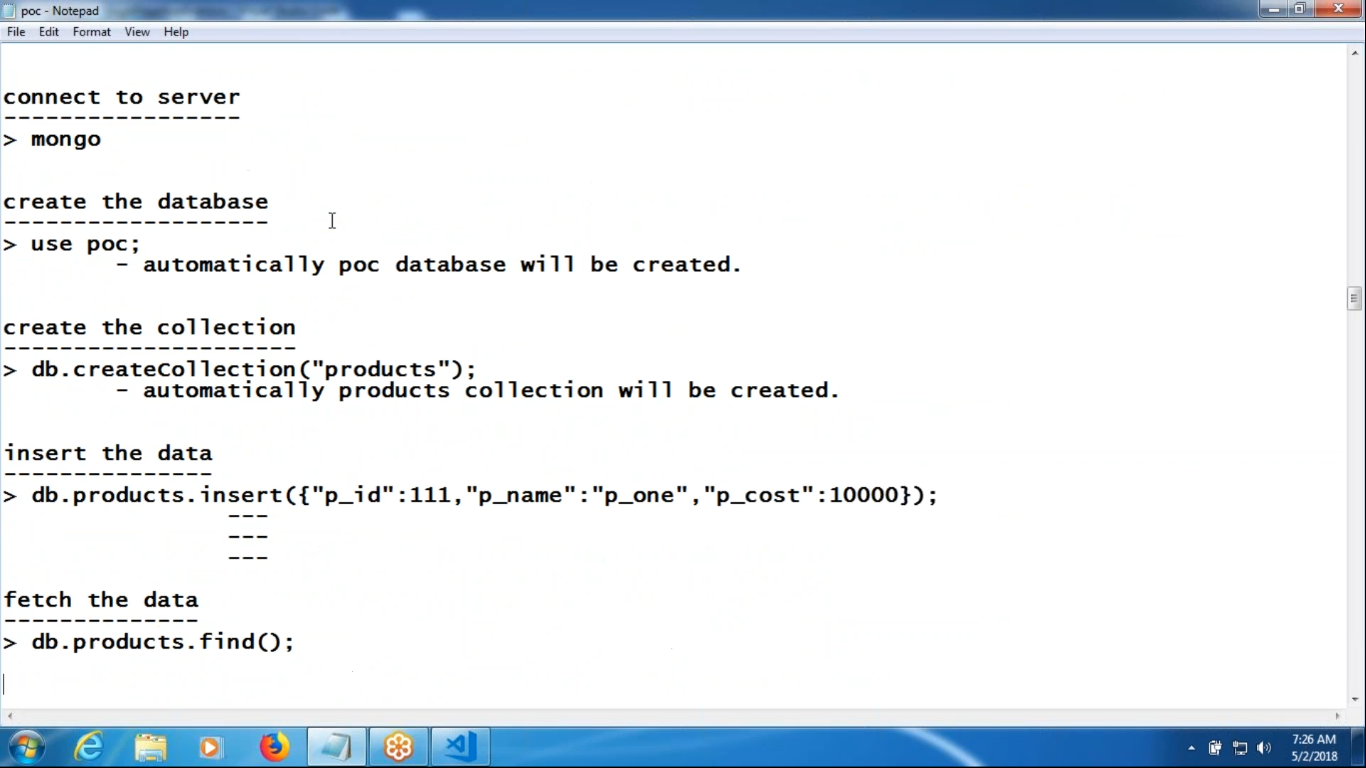 poc - Notepad
File Edit Format View Help
connect to server
-----------------
> mongo
create the database
-------------------
> use poc;
- automatically poc database will be created.
create the collection
---------------------
> db.createCollection("products");
- automatically products collection will be created.
insert the data
---------------
> db.products.insert({"p_id":111,"p_name":"p_one","p_cost":10000});
---
---
---
fetch the data
--------------
> db.products.find();
7:26 AM
5/2/2018